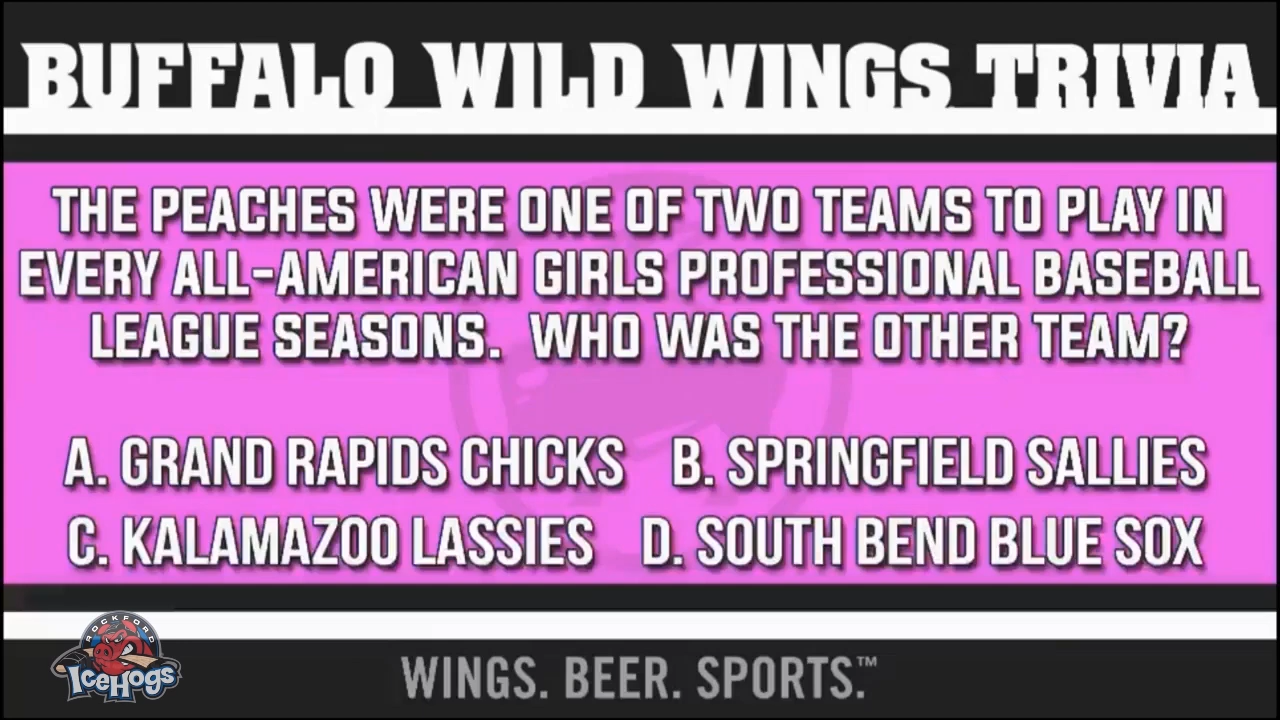 BUFFALO WILD WINGS TRIVIA
THE PEACHES WERE ONE OF TWO TEAMS TO PLAY IN
EVERY ALL-AMERICAN GIRLS PROFESSIONAL BASEBALL
LEAGUE SEASONS. WHO WAS THE OTHER TEAM?
A. GRAND RAPIDS CHICKS B. SPRINGFIELD SALLIES
C. KALAMAZOO LASSIES D. SOUTH BEND BLUE SOX
ROCKFORD
IceHogs
WINGS. BEER. SPORTS.™